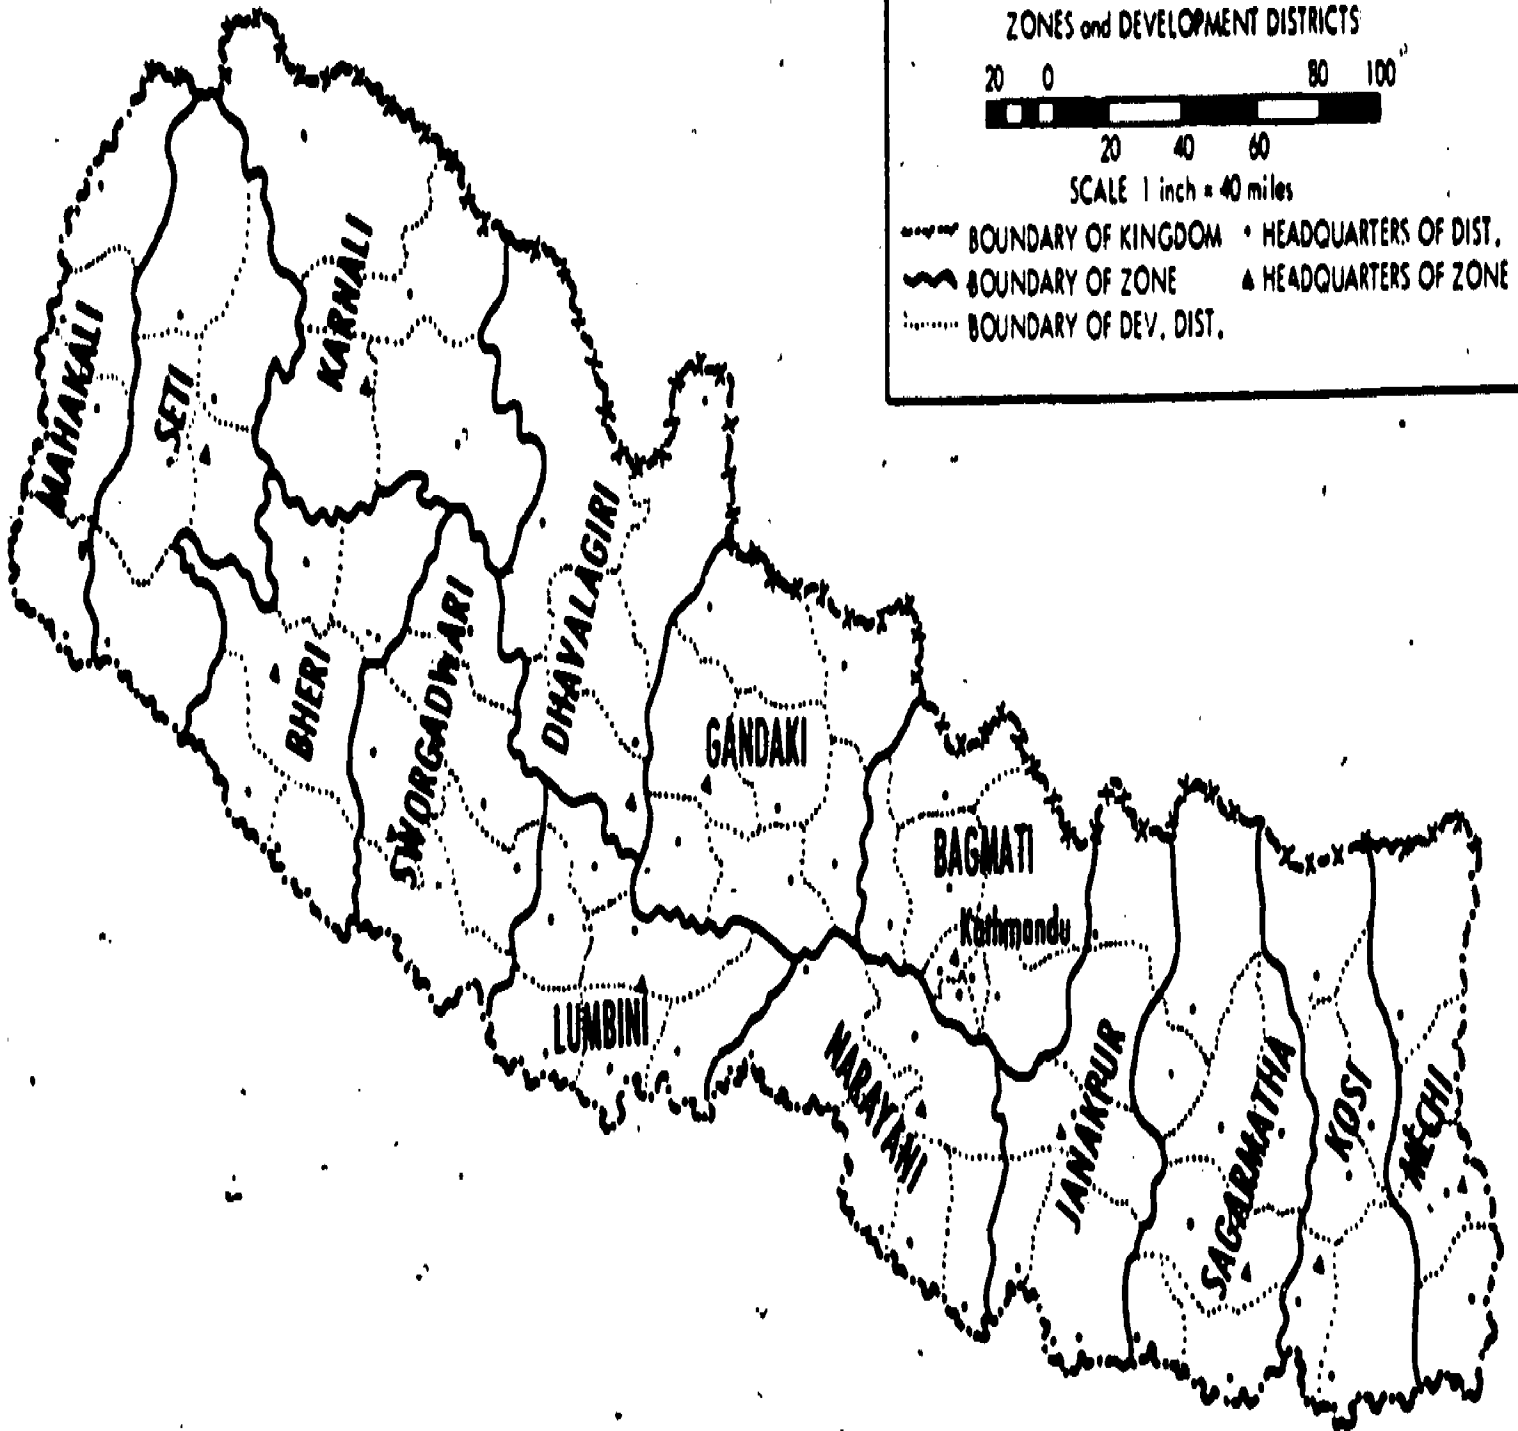 ZONES and DEVELOPMENT DISTRICTS
20 0 80 100
20 40 60
SCALE 1 inch = 40 miles
BOUNDARY OF KINGDOM • HEADQUARTERS OF DIST.
BOUNDARY OF ZONE ▲ HEADQUARTERS OF ZONE
BOUNDARY OF DEV. DIST.
MAHAKALI
SETI
KARNALI
BHERI
SWORGADWARI
DHAVALAGIRI
GANDAKI
LUMBINI
BAGMATI
Kathmandu
NARAYANI
JANAKPUR
SAGARMATHA
KOSI
MECHI